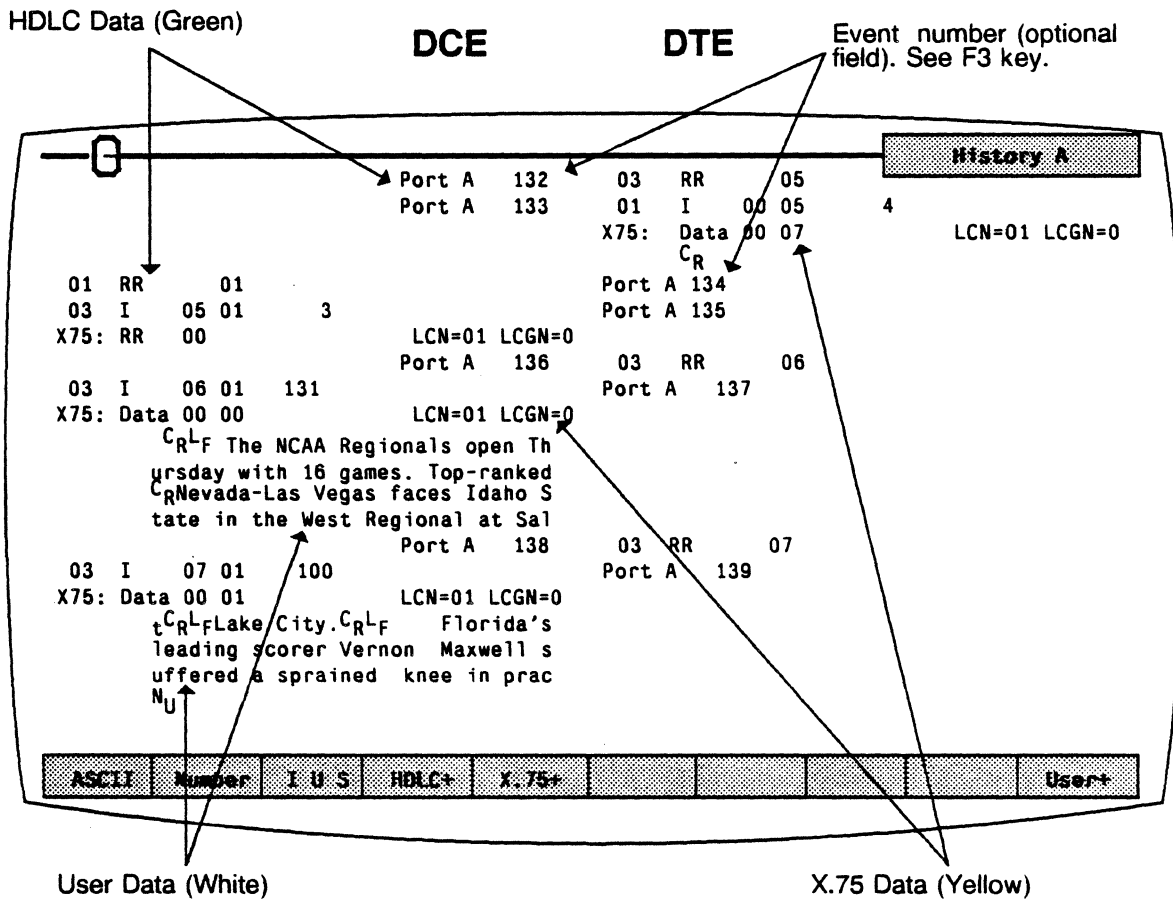 HDLC Data (Green)
DCE DTE
Event number (optional
field). See F3 key.
History A
Port A 132 03 RR 05
Port A 133 01 I 00 05 4
X75: Data 00 07 LCN=01 LCGN=0
CR
01 RR 01 Port A 134
03 I 05 01 3 Port A 135
X75: RR 00 LCN=01 LCGN=0
Port A 136 03 RR 06
03 I 06 01 131 Port A 137
X75: Data 00 00 LCN=01 LCGN=0
CRLF The NCAA Regionals open Th
ursday with 16 games. Top-ranked
CRNevada-Las Vegas faces Idaho S
tate in the West Regional at Sal
Port A 138 03 RR 07
03 I 07 01 100 Port A 139
X75: Data 00 01 LCN=01 LCGN=0
tCRLFLake City.CRLF Florida's
leading scorer Vernon Maxwell s
uffered a sprained knee in prac
NU
ASCII Number I U S HDLC+ X.75+ User+
User Data (White) X.75 Data (Yellow)